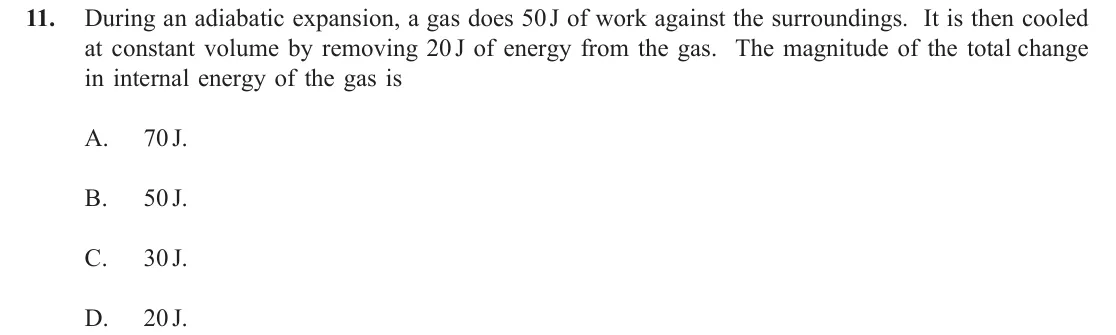 11. During an adiabatic expansion, a gas does 50 J of work against the surroundings. It is then cooled
at constant volume by removing 20 J of energy from the gas. The magnitude of the total change
in internal energy of the gas is
A. 70 J.
B. 50 J.
C. 30 J.
D. 20 J.